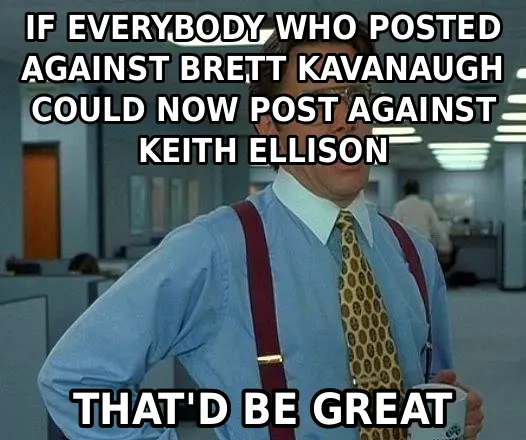 IF EVERYBODY WHO POSTED
AGAINST BRETT KAVANAUGH
COULD NOW POST AGAINST
KEITH ELLISON
THAT'D BE GREAT